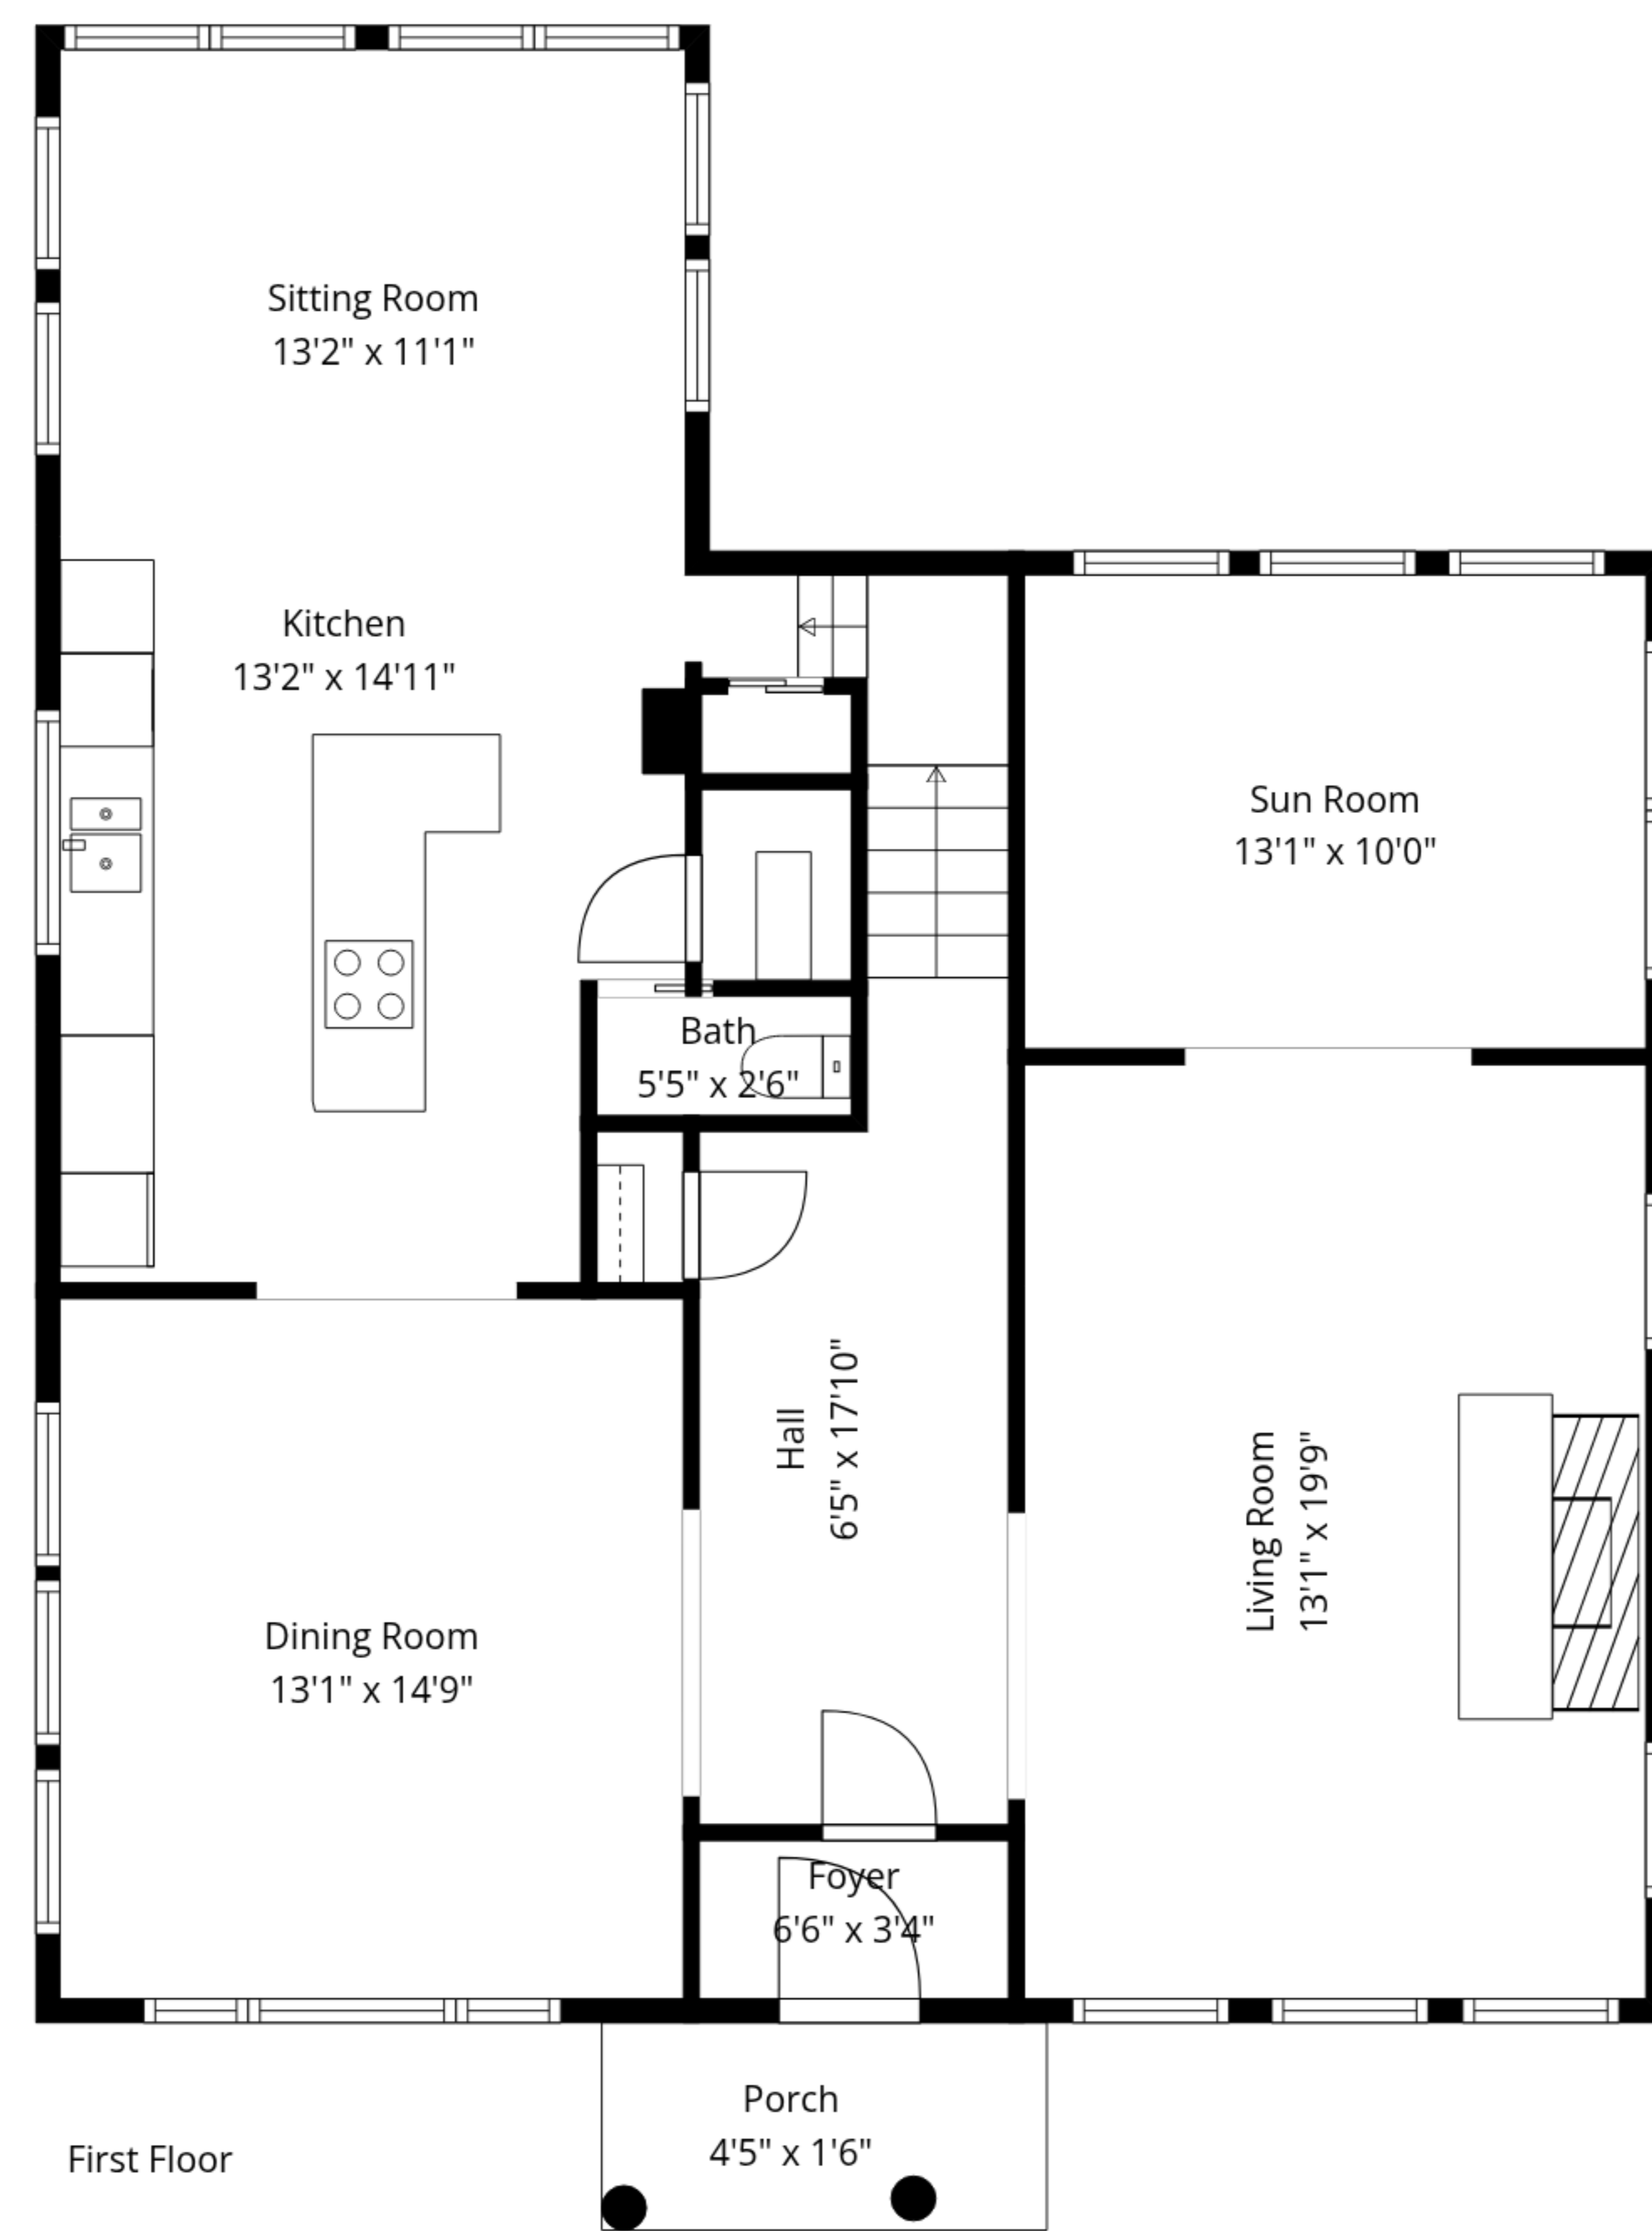 Sitting Room
13'2" x 11'1"
Kitchen
13'2" x 14'11"
Sun Room
13'1" x 10'0"
Bath
5'5" x 2'6"
Hall
6'5" x 17'10"
Living Room
13'1" x 19'9"
Dining Room
13'1" x 14'9"
Foyer
6'6" x 3'4"
Porch
4'5" x 1'6"
First Floor